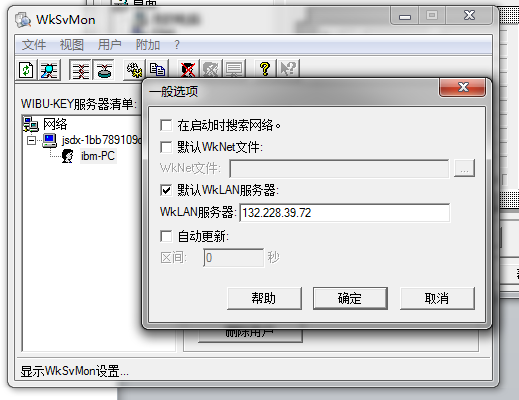 WkSvMon
文件 视图 用户 附加 ?
WIBU-KEY服务器清单:
网络
jsdx-1bb789109c
ibm-PC
一般选项
在启动时搜索网络。
默认WkNet文件:
WkNet文件:
...
默认WkLAN服务器:
WkLAN服务器: 132.228.39.72
自动更新:
区间: 0 秒
帮助 确定 取消
删除用户
显示WkSvMon设置...